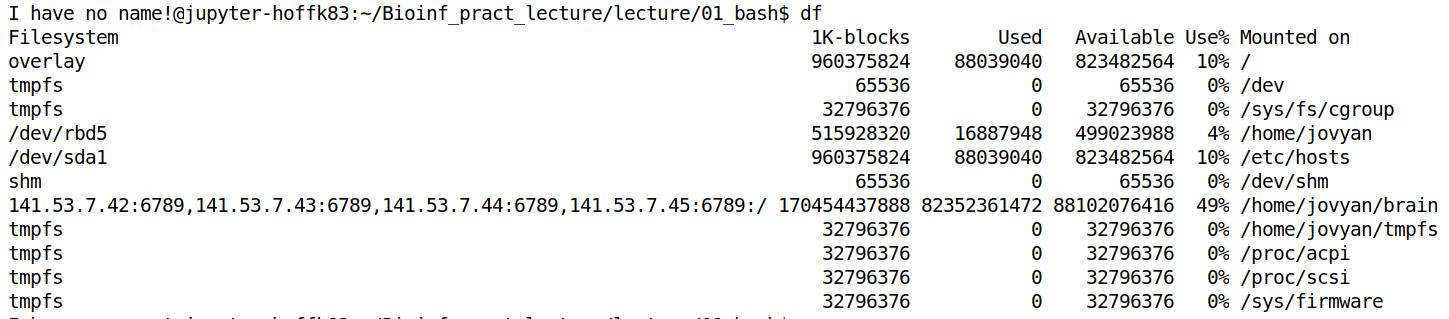 I have no name!@jupyter-hoffk83:~/Bioinf_pract_lecture/lecture/01_bash$ df
Filesystem 1K-blocks Used Available Use% Mounted on
overlay 960375824 88039040 823482564 10% /
tmpfs 65536 0 65536 0% /dev
tmpfs 32796376 0 32796376 0% /sys/fs/cgroup
/dev/rbd5 515928320 16887948 499023988 4% /home/jovyan
/dev/sda1 960375824 88039040 823482564 10% /etc/hosts
shm 65536 0 65536 0% /dev/shm
141.53.7.42:6789,141.53.7.43:6789,141.53.7.44:6789,141.53.7.45:6789:/ 170454437888 82352361472 88102076416 49% /home/jovyan/brain
tmpfs 32796376 0 32796376 0% /home/jovyan/tmpfs
tmpfs 32796376 0 32796376 0% /proc/acpi
tmpfs 32796376 0 32796376 0% /proc/scsi
tmpfs 32796376 0 32796376 0% /sys/firmware